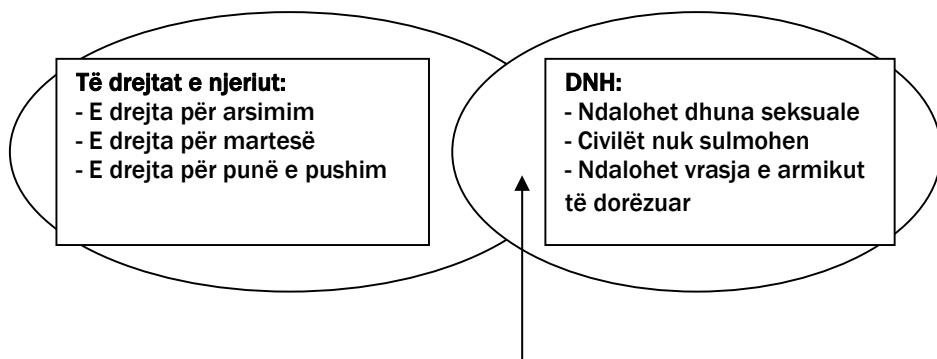 Të drejtat e njeriut:
- E drejta për arsimim
- E drejta për martesë
- E drejta për punë e pushim
DNH:
- Ndalohet dhuna seksuale
- Civilët nuk sulmohen
- Ndalohet vrasja e armikut
të dorëzuar